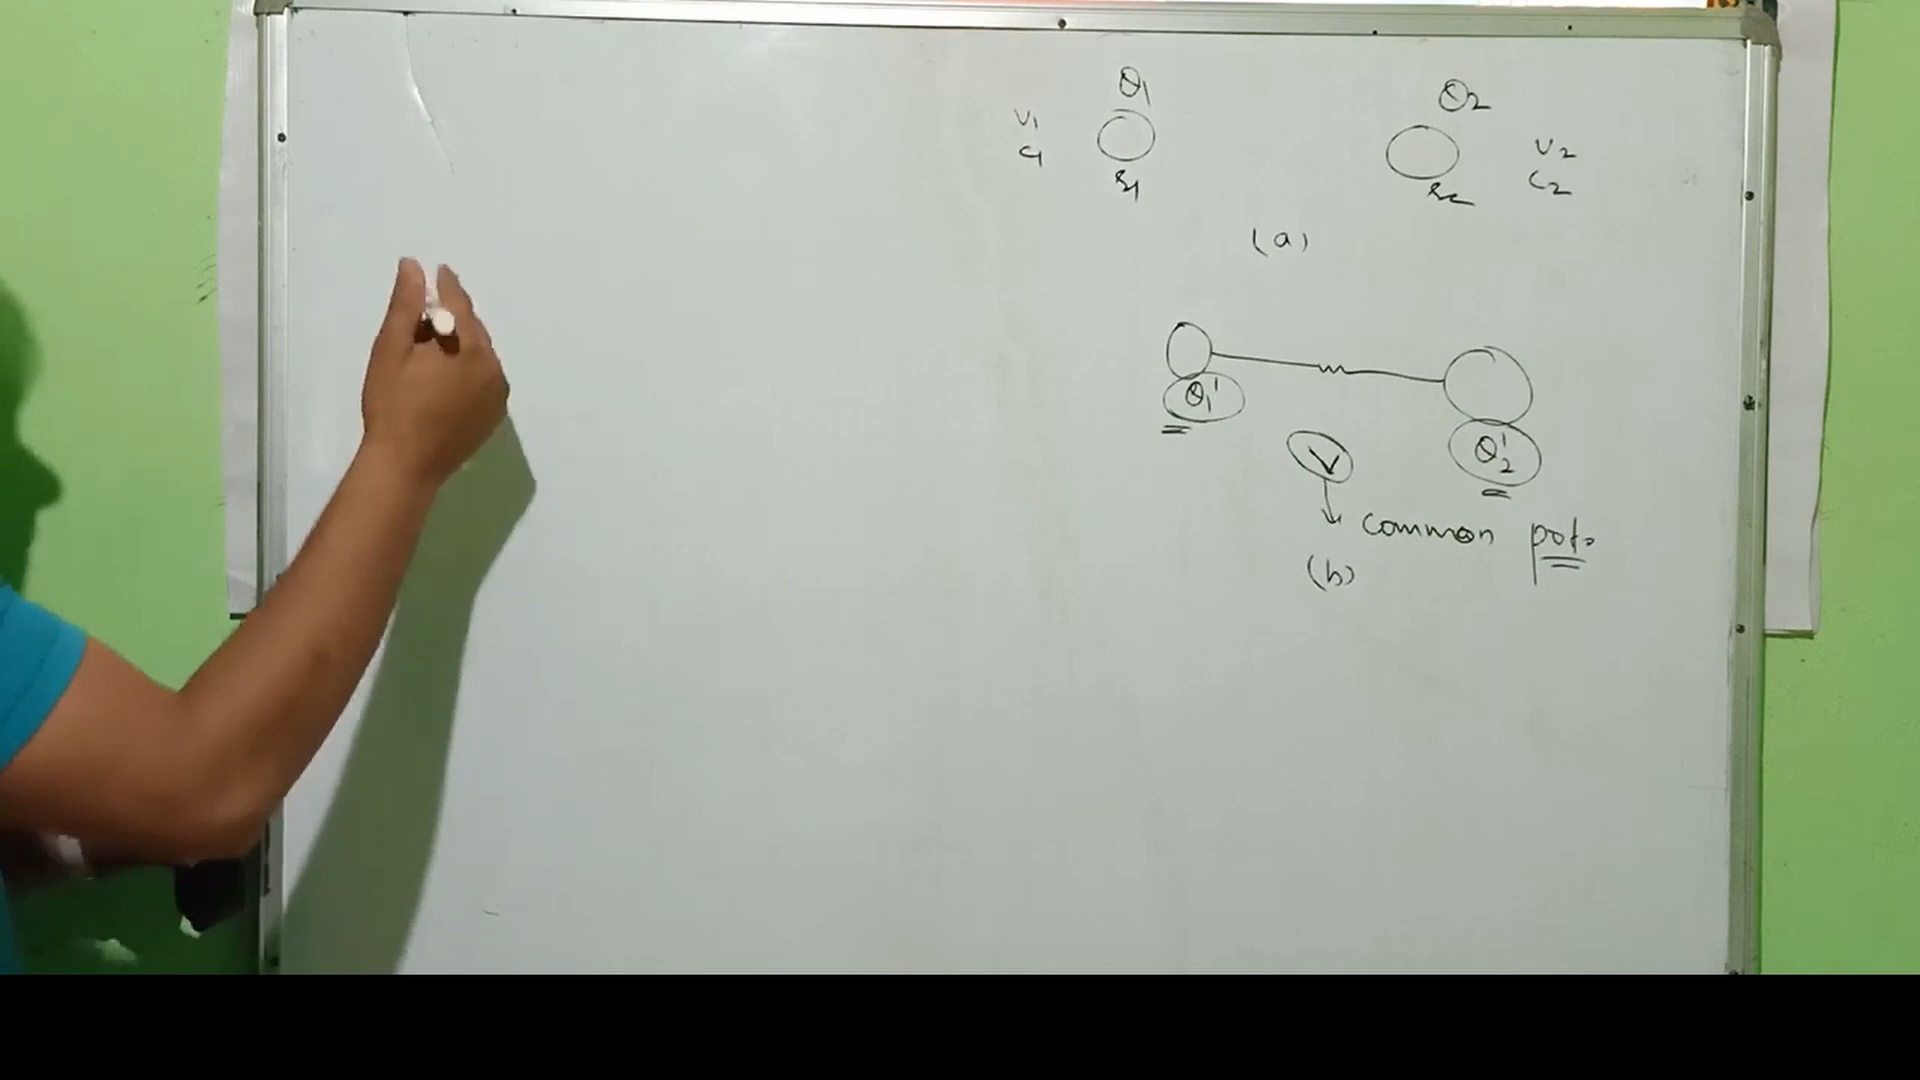 Q1
Q2
V1
C1
r1
V2
C2
r2
(a)
Q1'
Q2'
V
common pot.
(b)